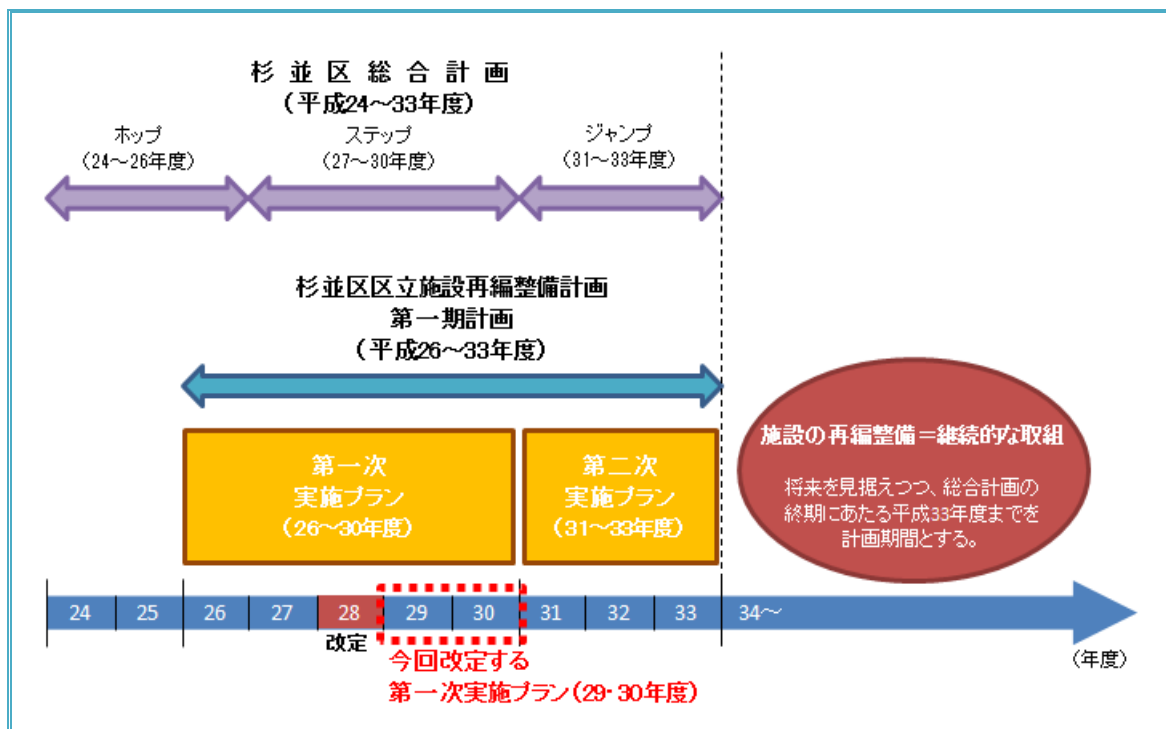 杉並区総合計画
（平成24～33年度）
ホップ
（24～26年度）
ステップ
（27～30年度）
ジャンプ
（31～33年度）
杉並区区立施設再編整備計画
第一期計画
（平成26～33年度）
第一次
実施プラン
（26～30年度）
第二次
実施プラン
（31～33年度）
施設の再編整備＝継続的な取組
将来を見据えつつ、総合計画の
終期にあたる平成33年度までを
計画期間とする。
24 25 26 27 28 29 30 31 32 33 34～
改定
（年度）
今回改定する
第一次実施プラン（29・30年度）